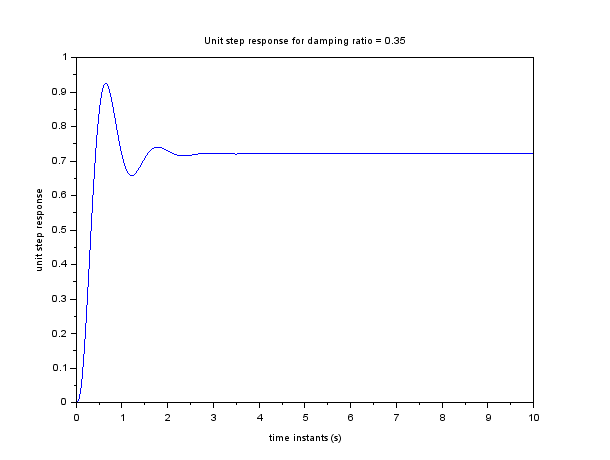 Unit step response for damping ratio = 0.35
1
0.9
0.8
0.7
0.6
0.5
0.4
0.3
0.2
0.1
0
unit step response
0 1 2 3 4 5 6 7 8 9 10
time instants (s)